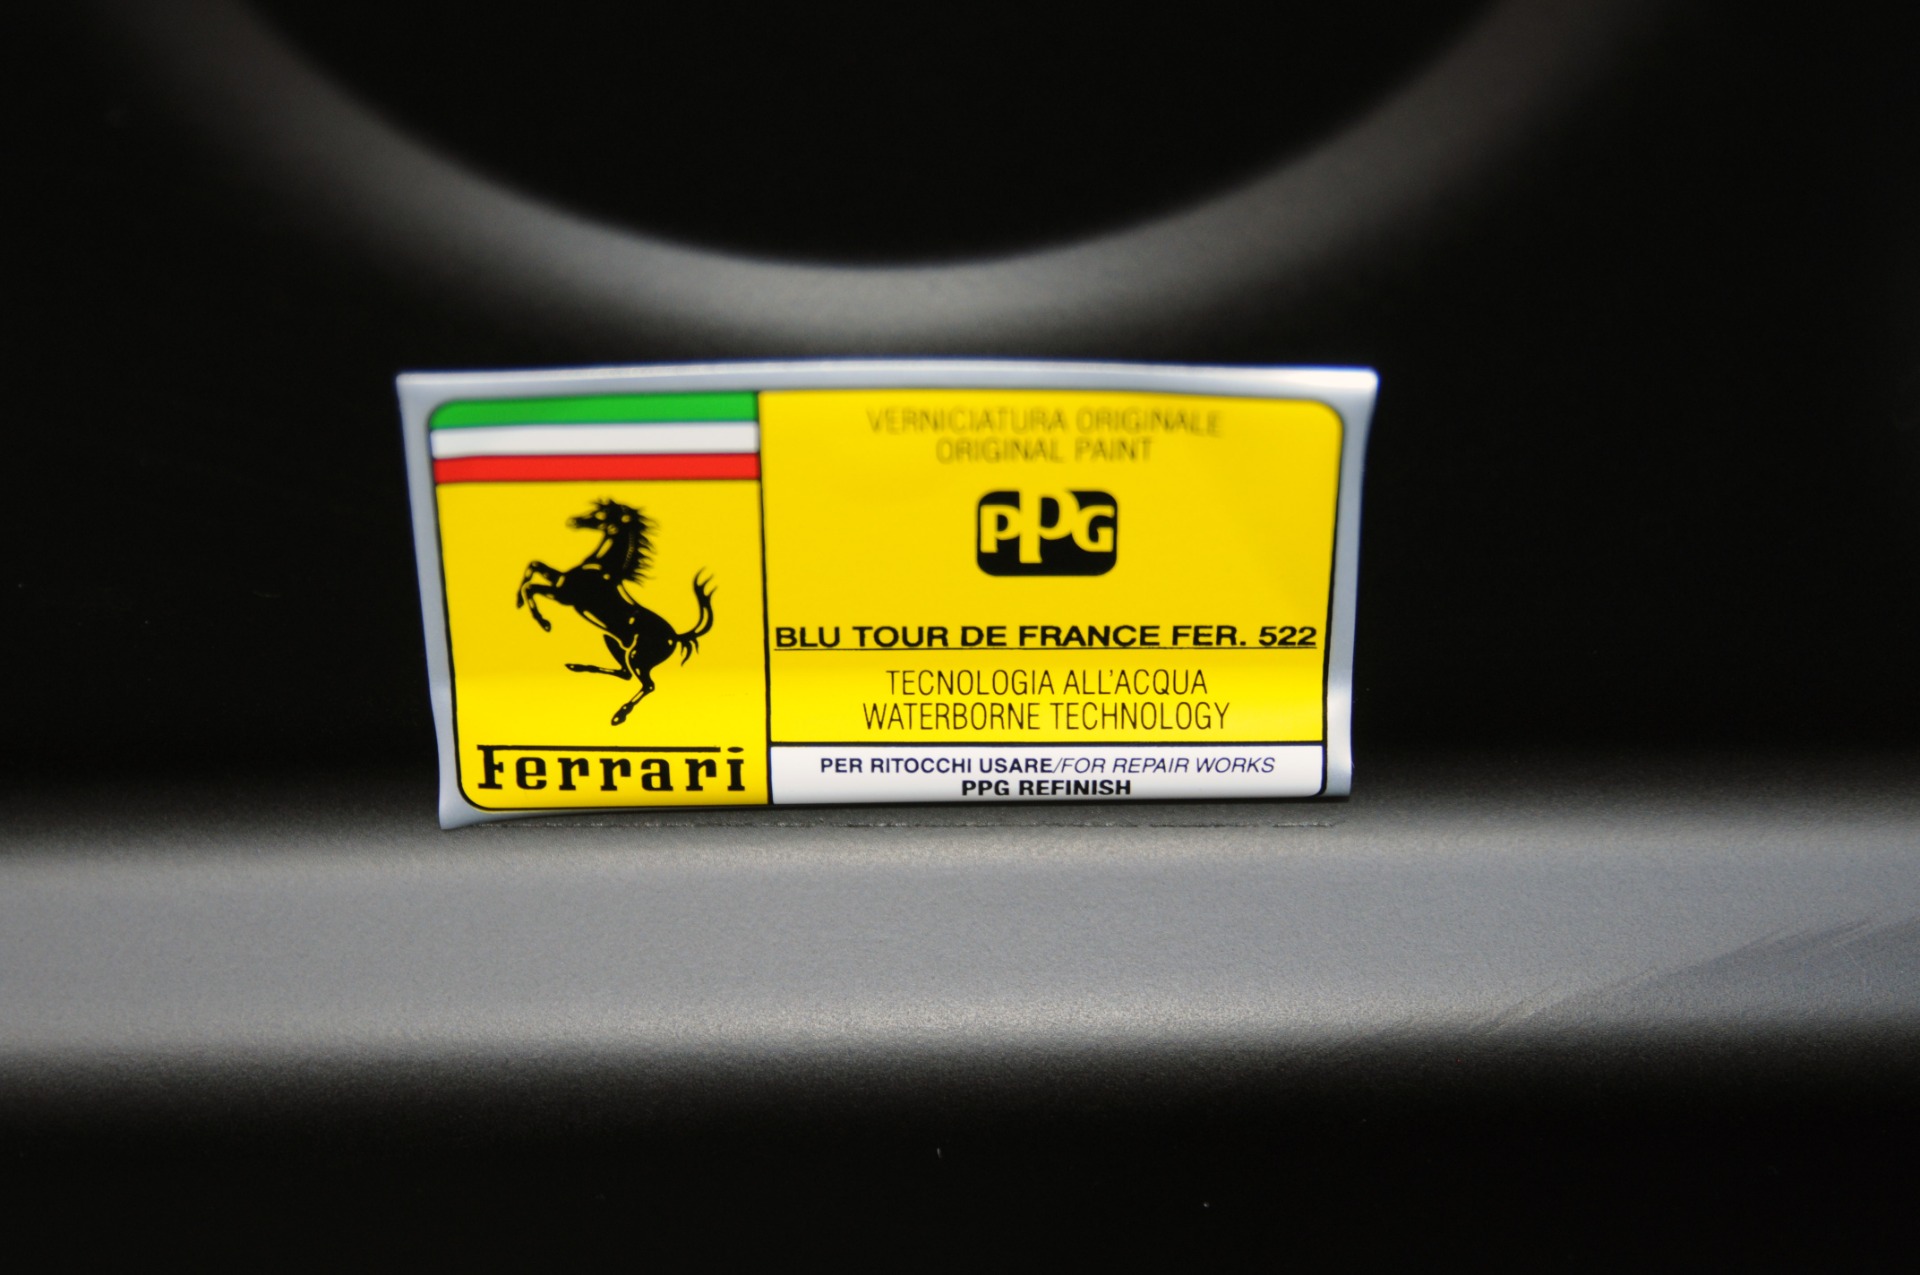 VERNICIATURA ORIGINALE
ORIGINAL PAINT
PPG
BLU TOUR DE FRANCE FER. 522
TECNOLOGIA ALL'ACQUA
WATERBORNE TECHNOLOGY
Ferrari
PER RITOCCHI USARE/FOR REPAIR WORKS
PPG REFINISH